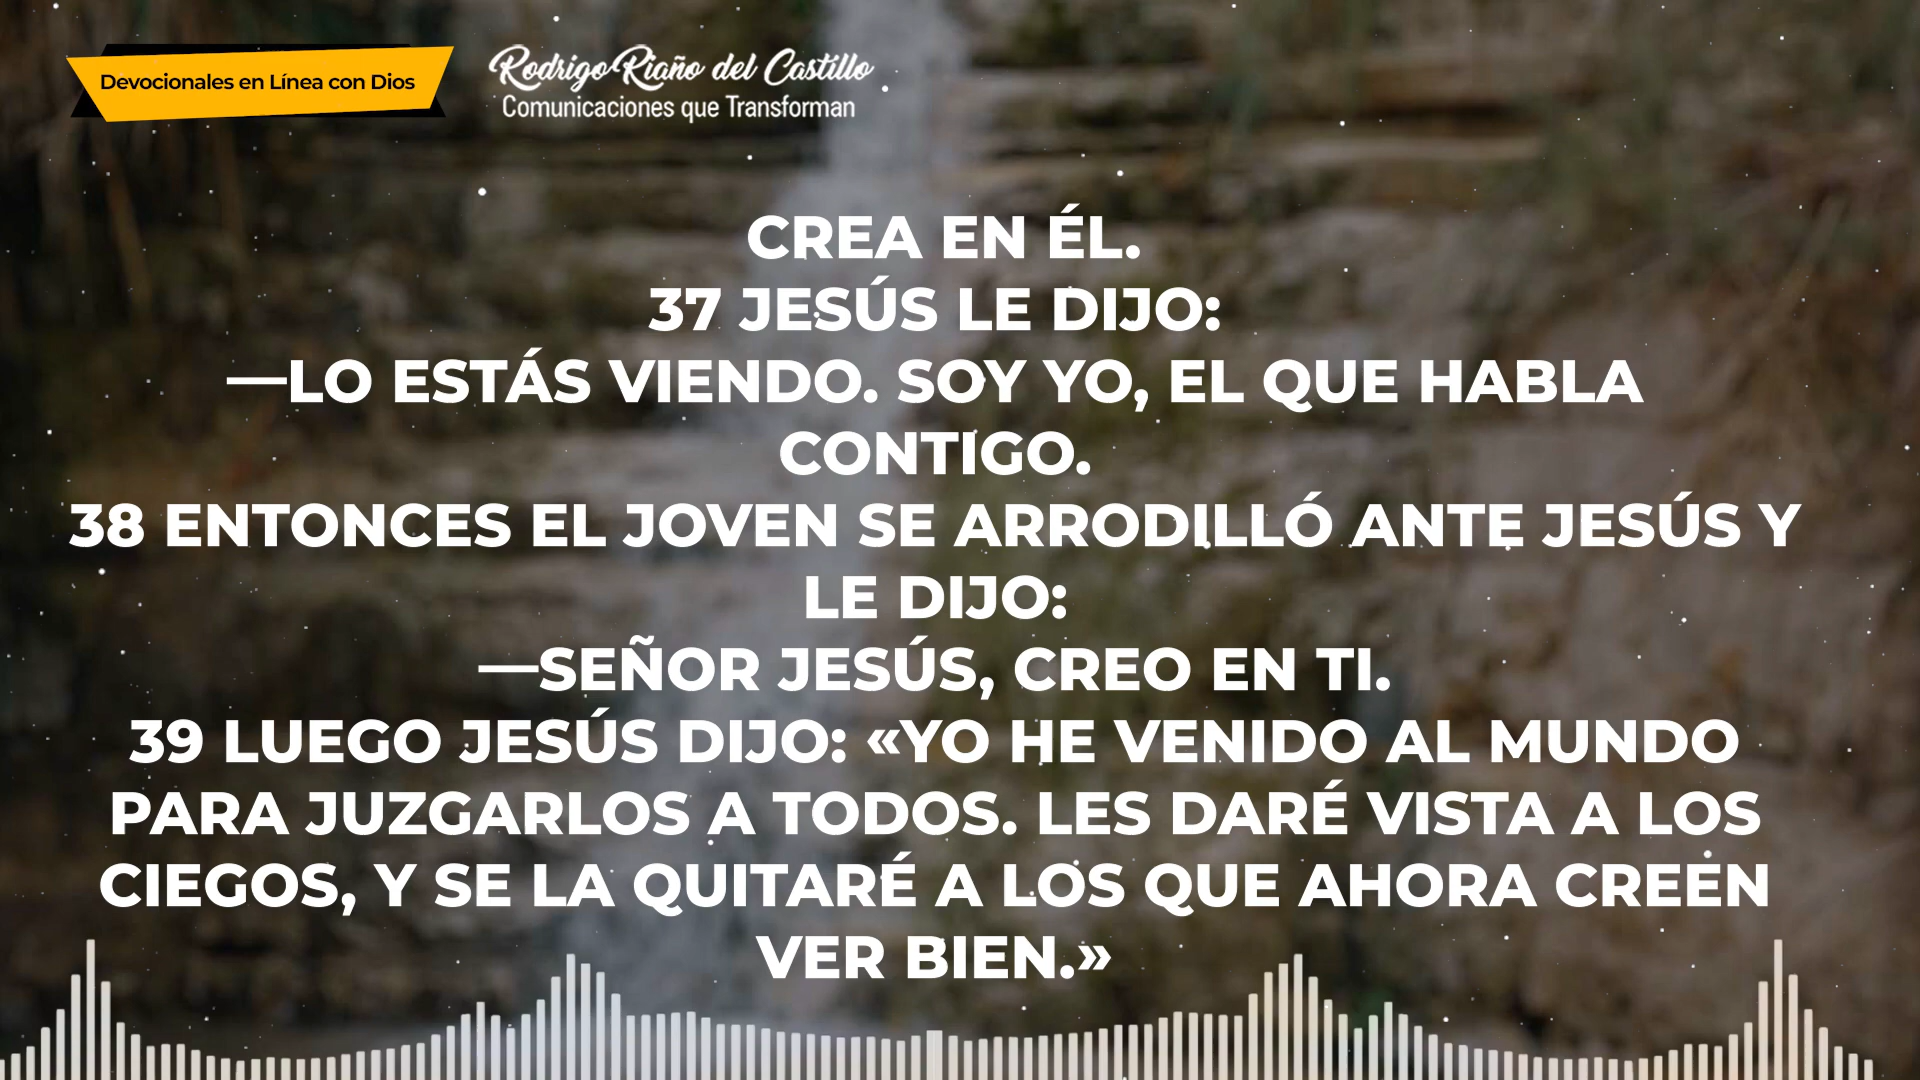 Devocionales en Línea con Dios
Rodrigo Riaño del Castillo
Comunicaciones que Transforman
CREA EN ÉL.
37 JESÚS LE DIJO:
—LO ESTÁS VIENDO. SOY YO, EL QUE HABLA
CONTIGO.
38 ENTONCES EL JOVEN SE ARRODILLÓ ANTE JESÚS Y
LE DIJO:
—SEÑOR JESÚS, CREO EN TI.
39 LUEGO JESÚS DIJO: «YO HE VENIDO AL MUNDO
PARA JUZGARLOS A TODOS. LES DARÉ VISTA A LOS
CIEGOS, Y SE LA QUITARÉ A LOS QUE AHORA CREEN
VER BIEN.»